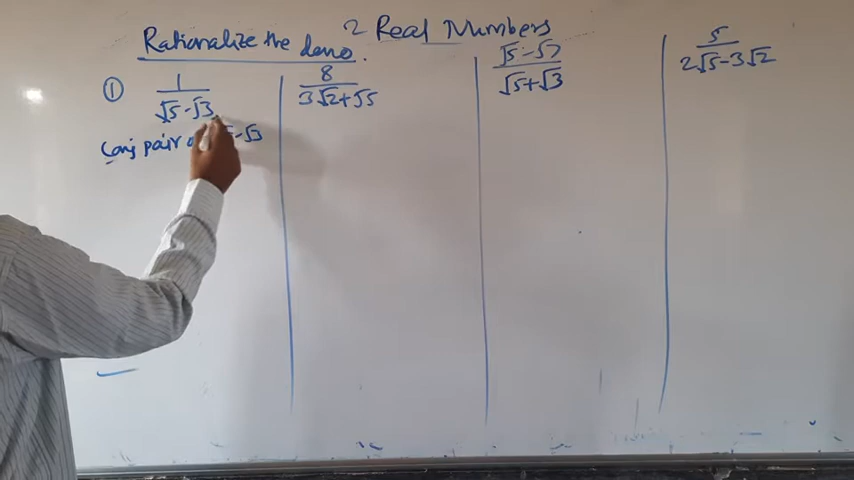 2 Real Numbers
Rationalize the deno.
① 1/(√5-√3)
Conj pair √3
8/(3√2+√5)
(√5-√7)/(√5+√3)
5/(2√5-3√2)